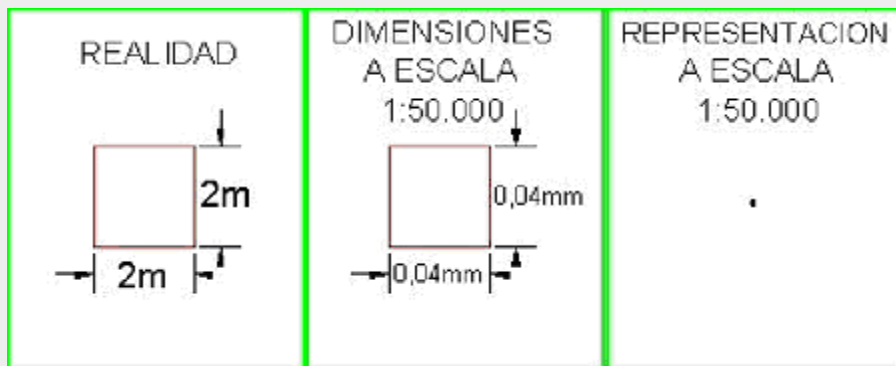 REALIDAD
2m
2m
DIMENSIONES
A ESCALA
1:50.000
0,04mm
0,04mm
REPRESENTACION
A ESCALA
1:50.000